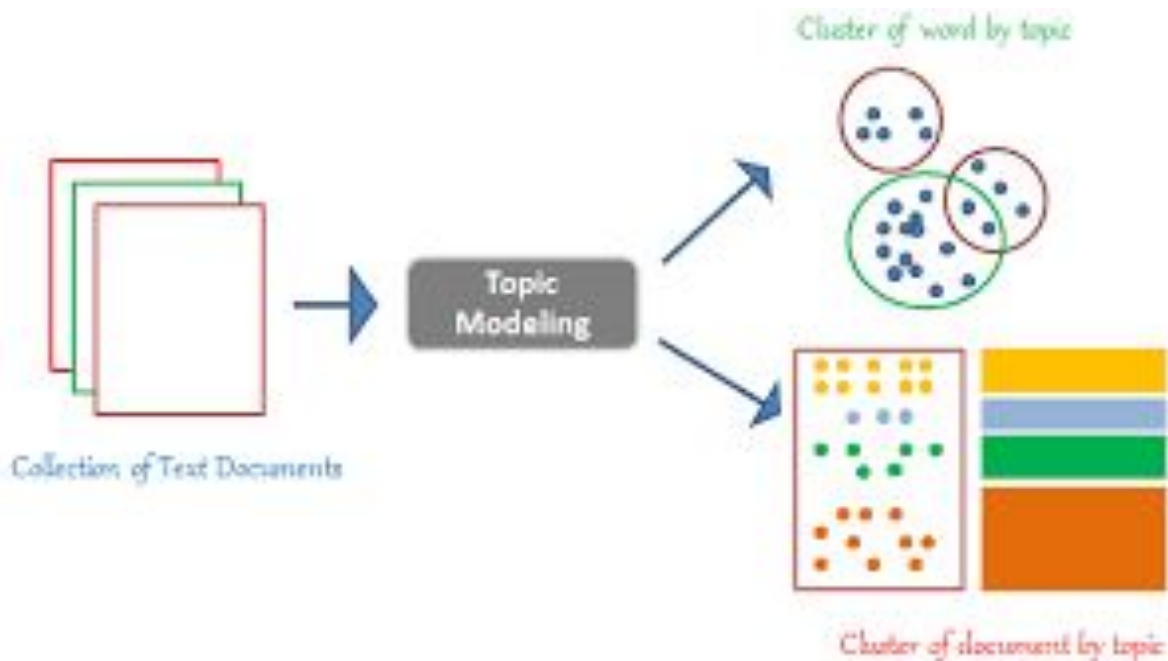 Cluster of word by topic
Topic
Modeling
Collection of Text Documents
Cluster of document by topic